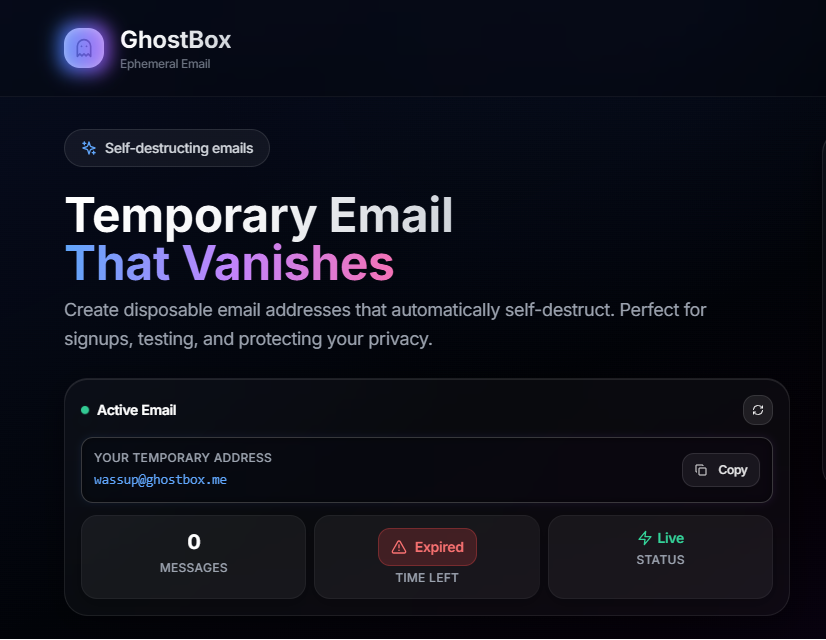 GhostBox
Ephemeral Email
Self-destructing emails
Temporary Email
That Vanishes
Create disposable email addresses that automatically self-destruct. Perfect for
signups, testing, and protecting your privacy.
Active Email
YOUR TEMPORARY ADDRESS
wassup@ghostbox.me
Copy
0
MESSAGES
Expired
TIME LEFT
Live
STATUS